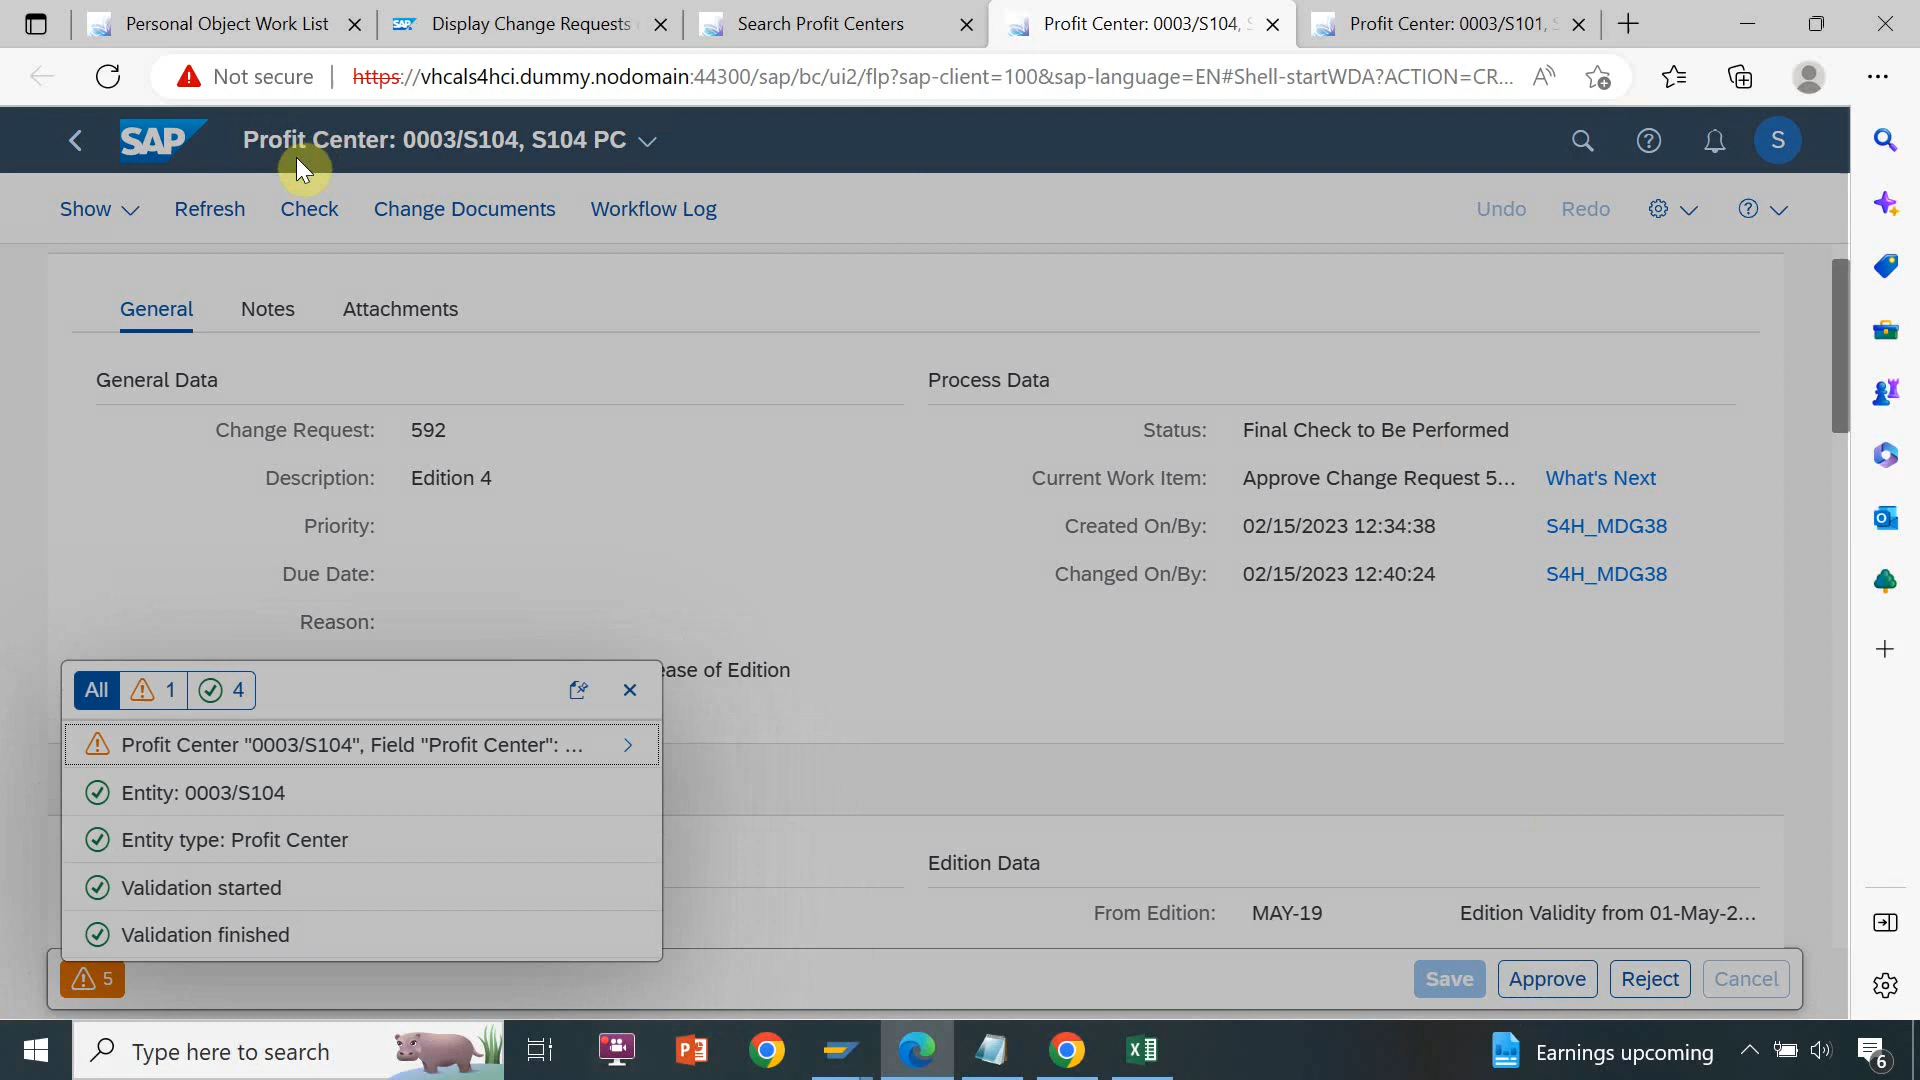 Personal Object Work List
SAP Display Change Requests
Search Profit Centers
Profit Center: 0003/S104,
Profit Center: 0003/S101,
Not secure
https://vhcals4hci.dummy.nodomain:44300/sap/bc/ui2/flp?sap-client=100&sap-language=EN#Shell-startWDA?ACTION=CR...
SAP Profit Center: 0003/S104, S104 PC
S
Show Refresh Check Change Documents Workflow Log Undo Redo
General Notes Attachments
General Data
Change Request: 592
Description: Edition 4
Priority:
Due Date:
Reason:
ease of Edition
Process Data
Status: Final Check to Be Performed
Current Work Item: Approve Change Request 5... What's Next
Created On/By: 02/15/2023 12:34:38 S4H_MDG38
Changed On/By: 02/15/2023 12:40:24 S4H_MDG38
All 1 4
Profit Center "0003/S104", Field "Profit Center": ...
Entity: 0003/S104
Entity type: Profit Center
Validation started
Validation finished
Edition Data
From Edition: MAY-19 Edition Validity from 01-May-2...
5 Save Approve Reject Cancel
Type here to search
Earnings upcoming
6